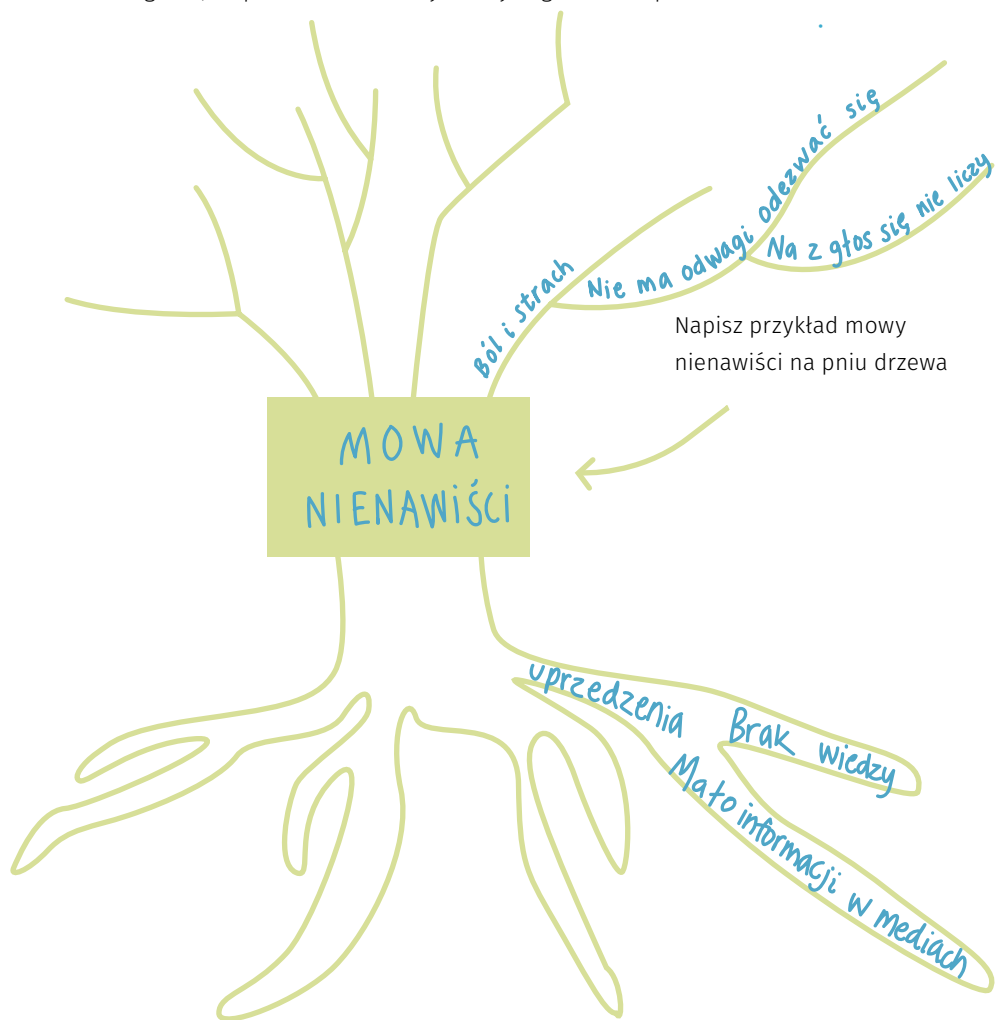 Ból i strach
Nie ma odwagi odezwać się
Na z głos się nie liczy
Napisz przykład mowy
nienawiści na pniu drzewa
MOWA
NIENAWIŚCI
uprzedzenia
Brak wiedzy
Mało informacji w mediach